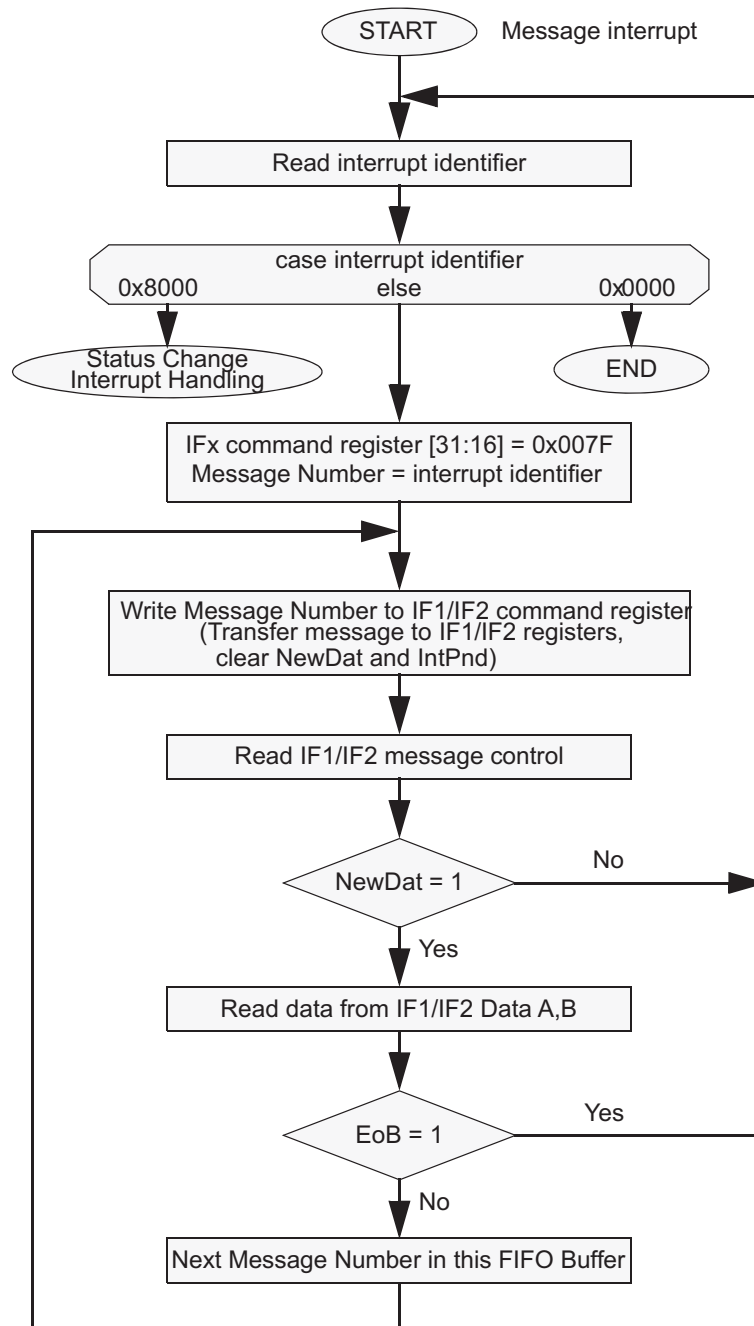 START
Message interrupt
Read interrupt identifier
case interrupt identifier
0x8000 else 0x0000
Status Change
Interrupt Handling
END
IFx command register [31:16] = 0x007F
Message Number = interrupt identifier
Write Message Number to IF1/IF2 command register
(Transfer message to IF1/IF2 registers,
clear NewDat and IntPnd)
Read IF1/IF2 message control
NewDat = 1
No
Yes
Read data from IF1/IF2 Data A,B
EoB = 1
Yes
No
Next Message Number in this FIFO Buffer